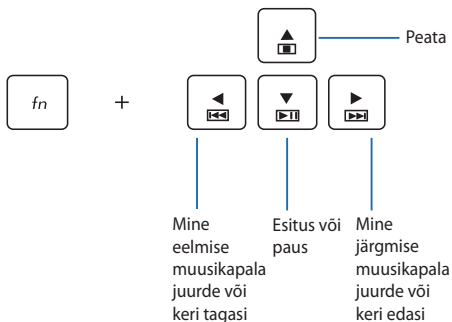 Peata
fn
+
Mine
eelmise
muusikapala
juurde või
keri tagasi
Esitus või
paus
Mine
järgmise
muusikapala
juurde või
keri edasi